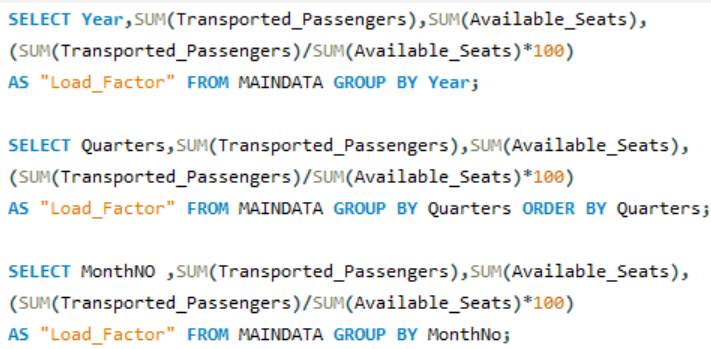 SELECT Year,SUM(Transported_Passengers),SUM(Available_Seats),
(SUM(Transported_Passengers)/SUM(Available_Seats)*100)
AS "Load_Factor" FROM MAINDATA GROUP BY Year;
SELECT Quarters,SUM(Transported_Passengers),SUM(Available_Seats),
(SUM(Transported_Passengers)/SUM(Available_Seats)*100)
AS "Load_Factor" FROM MAINDATA GROUP BY Quarters ORDER BY Quarters;
SELECT MonthNO ,SUM(Transported_Passengers),SUM(Available_Seats),
(SUM(Transported_Passengers)/SUM(Available_Seats)*100)
AS "Load_Factor" FROM MAINDATA GROUP BY MonthNo;